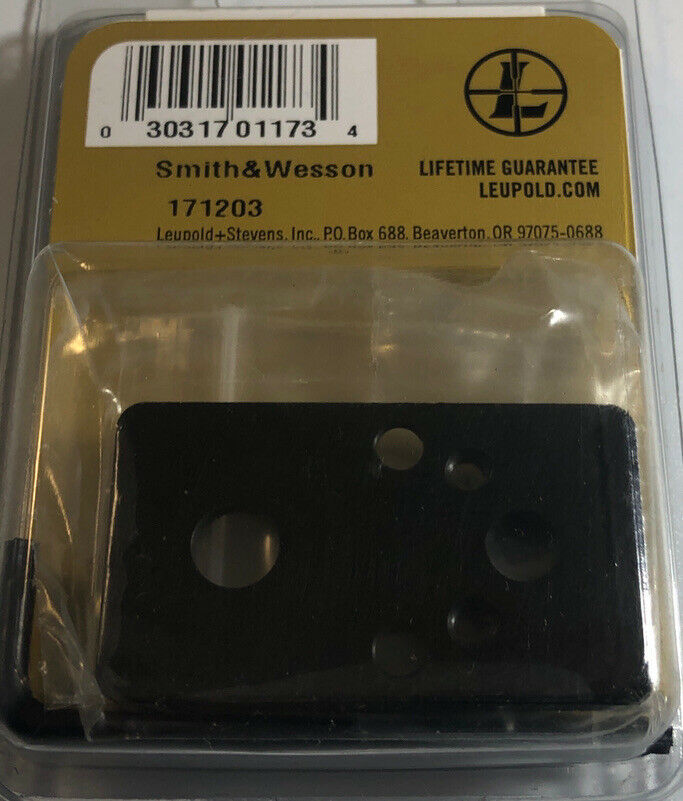 0 30317 01173 4
Smith&Wesson
171203
LIFETIME GUARANTEE
LEUPOLD.COM
Leupold+Stevens, Inc., P.O. Box 688, Beaverton, OR 97075-0688